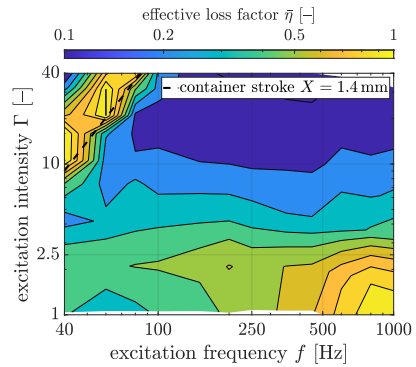 effective loss factor η̄ [–]
0.1 0.2 0.5 1
container stroke X = 1.4 mm
excitation intensity Γ [–]
40
10
2.5
1
40 100 250 500 1000
excitation frequency f [Hz]